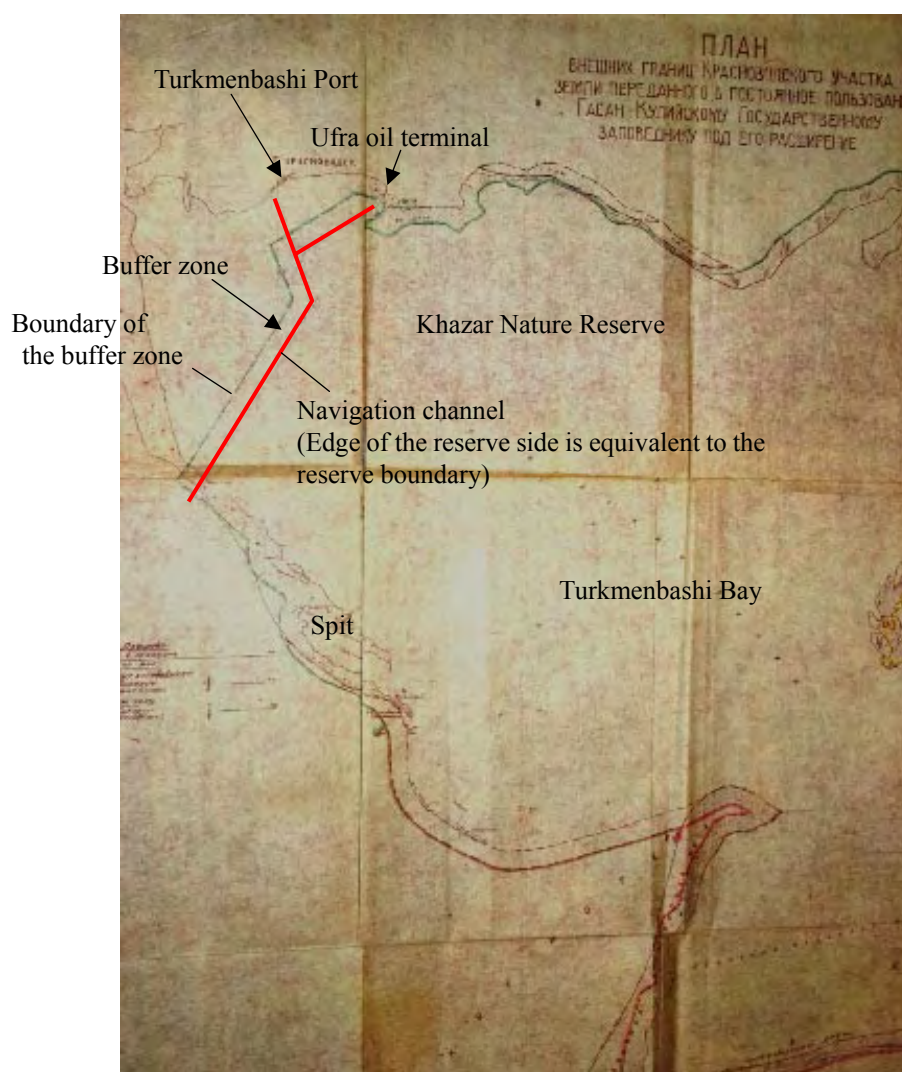 ПЛАН
ВНЕШНИХ ГРАНИЦ КРАСНОВОДСКОГО УЧАСТКА
ЗЕМЛИ ПЕРЕДАННОГО В ПОСТОЯННОЕ
ГАСАН-КУЛИЙСКОМУ ГОСУДАРСТВЕННОМУ
ЗАПОВЕДНИКУ ПОД ЕГО РАСШИРЕНИЕ
Turkmenbashi Port
Ufra oil terminal
КРАСНОВОДСК
Buffer zone
Boundary of
the buffer zone
Khazar Nature Reserve
Navigation channel
(Edge of the reserve side is equivalent to the
reserve boundary)
Turkmenbashi Bay
Spit